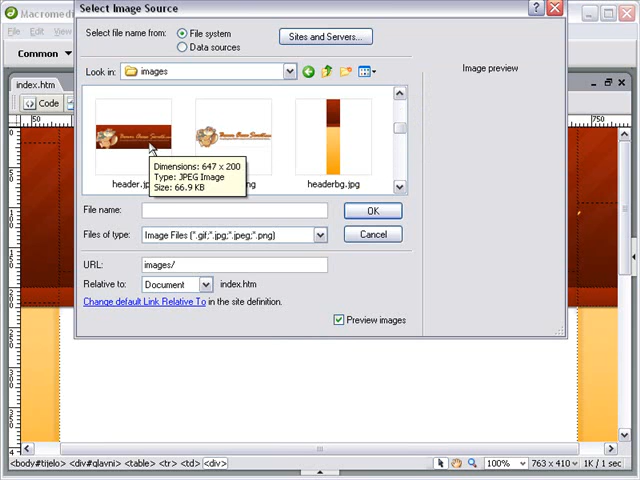 Macromed
Select Image Source
File
Edit
Common
index.htm
Code
Select file name from:
File system
Data sources
Sites and Servers...
Look in:
images
Image preview
header.j
ng
headerbg.jpg
Dimensions: 647 x 200
Type: JPEG Image
Size: 66.9 KB
File name:
OK
Files of type:
Image Files (*.gif;*.jpg;*.jpeg;*.png)
Cancel
URL:
images/
Relative to:
Document
index.htm
Change default Link Relative To in the site definition.
Preview images
50
750
<body#tijelo> <div#glavni> <table> <tr> <td> <div>
100%
763 x 410
1K / 1 sec